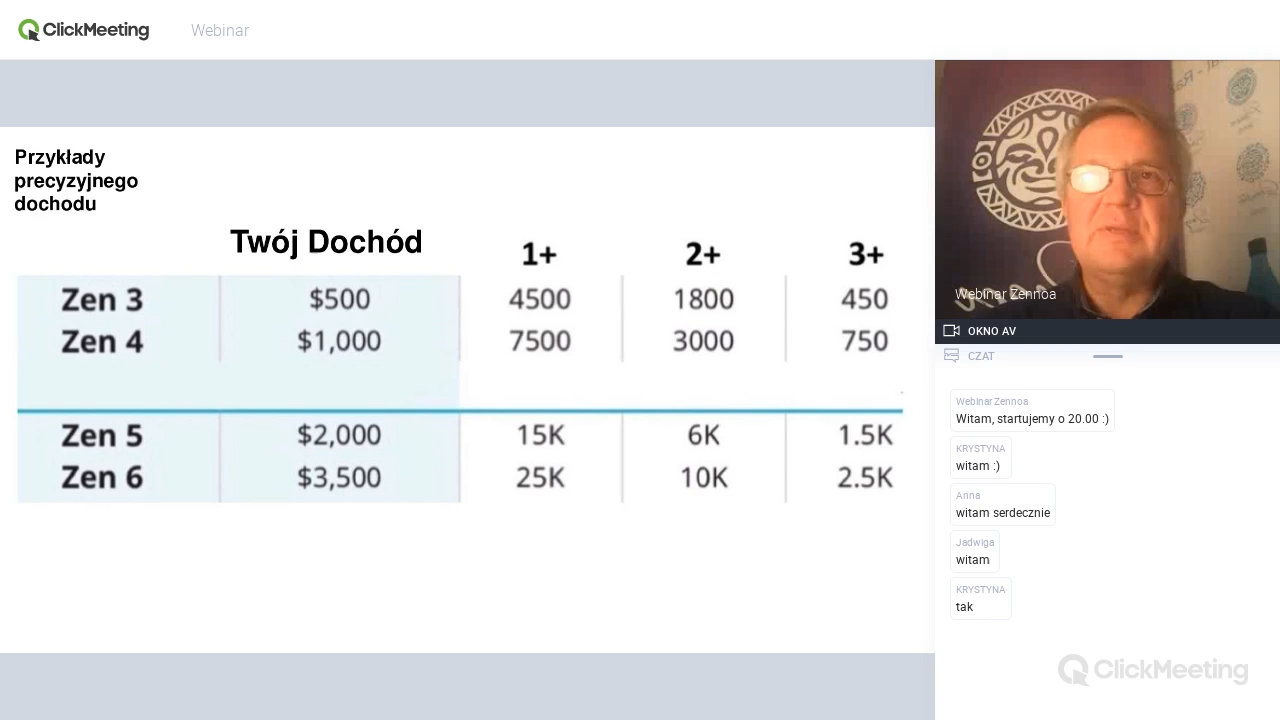 ClickMeeting
Webinar
Przykłady
precyzyjnego
dochodu
Twój Dochód 1+ 2+ 3+
Zen 3 $500 4500 1800 450
Zen 4 $1,000 7500 3000 750
Zen 5 $2,000 15K 6K 1.5K
Zen 6 $3,500 25K 10K 2.5K
Webinar Zennoa
OKNO AV
CZAT
Webinar Zennoa
Witam, startujemy o 20.00 :)
KRYSTYNA
witam :)
Anna
witam serdecznie
Jadwiga
witam
KRYSTYNA
tak
ClickMeeting